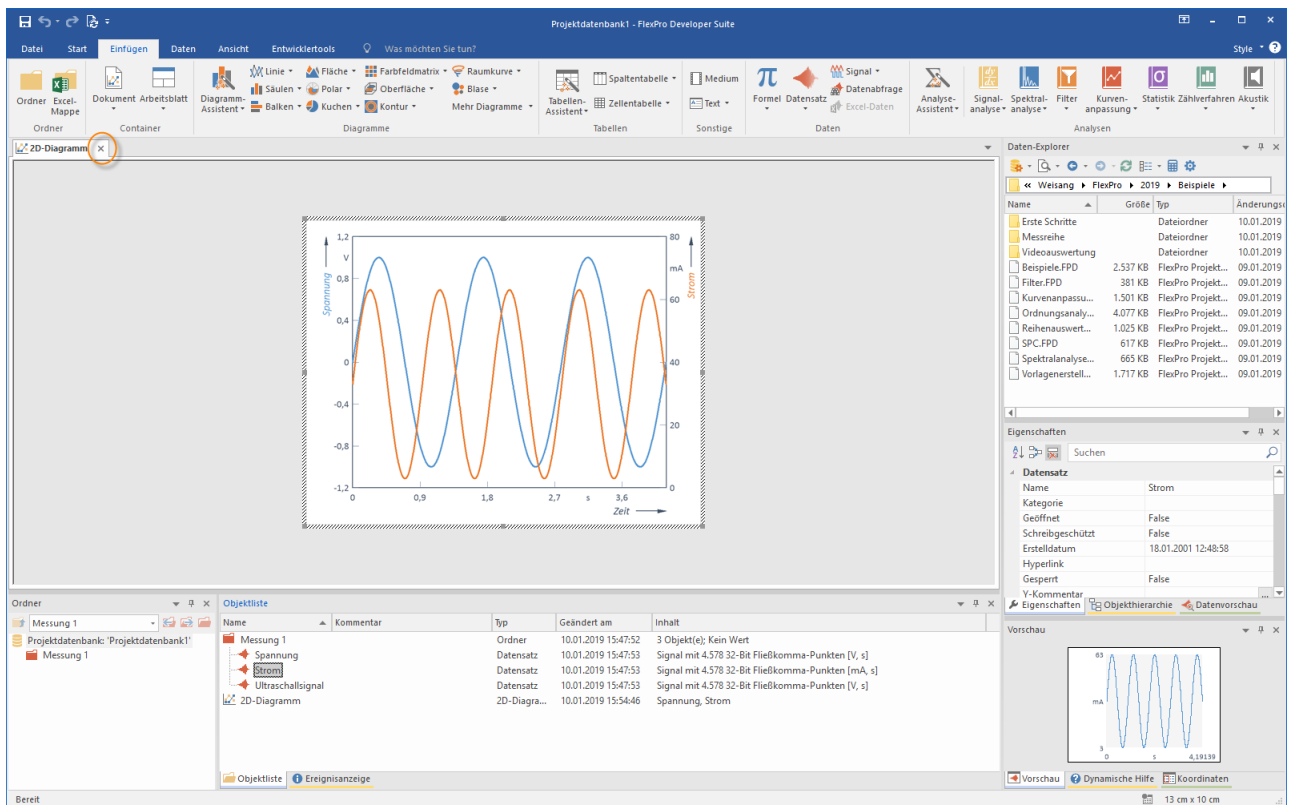 Projektdatenbank1 - FlexPro Developer Suite
Datei Start Einfügen Daten Ansicht Entwicklertools Was möchten Sie tun? Style
Linie Fläche Farbfeldmatrix Raumkurve Spaltentabelle Medium Signal
Säulen Polar Oberfläche Blase Datenabfrage
Ordner Excel-Mappe Dokument Arbeitsblatt Diagramm-Assistent Balken Kuchen Kontur Mehr Diagramme Tabellen-Assistent Zellentabelle Text Formel Datensatz Excel-Daten Analyse-Assistent Signal-analyse Spektral-analyse Filter Kurven-anpassung Statistik Zählverfahren Akustik
Ordner Container Diagramme Tabellen Sonstige Daten Analysen
2D-Diagramm
1,2
V
0,8
0,4
0
-0,4
-0,8
-1,2
Spannung
80
mA
60
40
20
0
Strom
0 0,9 1,8 2,7 s 3,6
Zeit
Daten-Explorer
« Weisang FlexPro 2019 Beispiele
Name Größe Typ Änderungsd
Erste Schritte Dateiordner 10.01.2019
Messreihe Dateiordner 10.01.2019
Videoauswertung Dateiordner 10.01.2019
Beispiele.FPD 2.537 KB FlexPro Projekt... 09.01.2019
Filter.FPD 381 KB FlexPro Projekt... 09.01.2019
Kurvenanpassu... 1.501 KB FlexPro Projekt... 09.01.2019
Ordnungsanaly... 4.077 KB FlexPro Projekt... 09.01.2019
Reihenauswert... 1.025 KB FlexPro Projekt... 09.01.2019
SPC.FPD 617 KB FlexPro Projekt... 09.01.2019
Spektralanalyse... 665 KB FlexPro Projekt... 09.01.2019
Vorlagenerstell... 1.717 KB FlexPro Projekt... 09.01.2019
Eigenschaften
Suchen
Datensatz
Name Strom
Kategorie
Geöffnet False
Schreibgeschützt False
Erstelldatum 18.01.2001 12:48:58
Hyperlink
Gesperrt False
Y-Kommentar ...
Eigenschaften Objekthierarchie Datenvorschau
Ordner
Messung 1
Projektdatenbank: 'Projektdatenbank1'
Messung 1
Objektliste
Name Kommentar Typ Geändert am Inhalt
Messung 1 Ordner 10.01.2019 15:47:52 3 Objekt(e); Kein Wert
Spannung Datensatz 10.01.2019 15:47:53 Signal mit 4.578 32-Bit Fließkomma-Punkten [V, s]
Strom Datensatz 10.01.2019 15:47:53 Signal mit 4.578 32-Bit Fließkomma-Punkten [mA, s]
Ultraschallsignal Datensatz 10.01.2019 15:47:53 Signal mit 4.578 32-Bit Fließkomma-Punkten [V, s]
2D-Diagramm 2D-Diagra... 10.01.2019 15:54:46 Spannung, Strom
Objektliste Ereignisanzeige
Vorschau
63
mA
3
0 s 4,19139
Vorschau Dynamische Hilfe Koordinaten
Bereit 13 cm x 10 cm